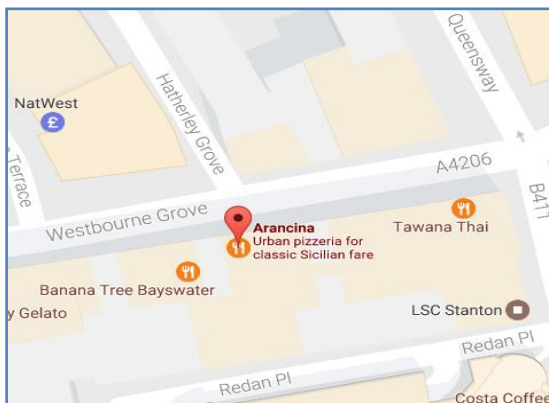 Queensway
NatWest
£
Hatherley Grove
Terrace
A4206
Westbourne Grove
B411
Arancina
Urban pizzeria for
classic Sicilian fare
Tawana Thai
Banana Tree Bayswater
y Gelato
LSC Stanton
Redan Pl
Redan Pl
Costa Coffee